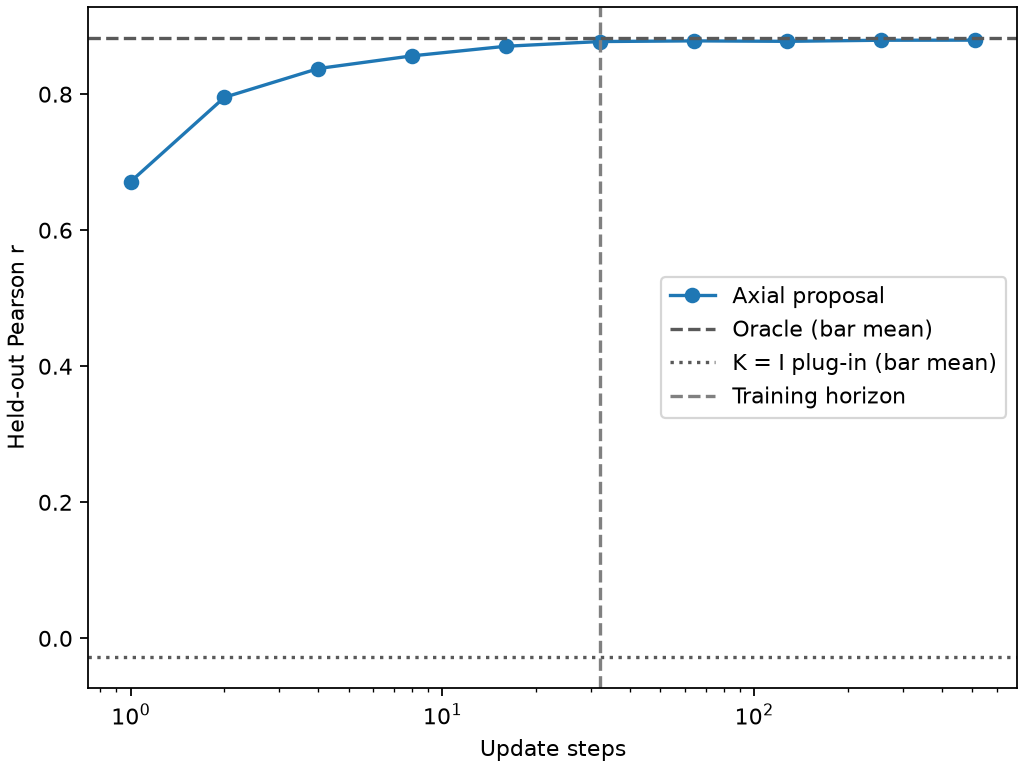 0.8
0.6
0.4
0.2
0.0
Held-out Pearson r
Axial proposal
Oracle (bar mean)
K = I plug-in (bar mean)
Training horizon
10⁰
10¹
10²
Update steps